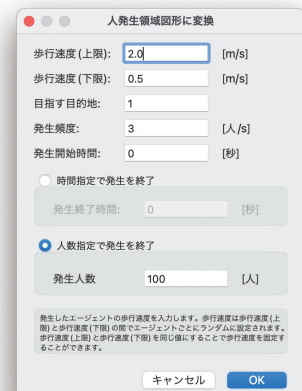 人発生領域図形に変換
歩行速度(上限): 2.0 [m/s]
歩行速度(下限): 0.5 [m/s]
目指す目的地: 1
発生頻度: 3 [人/s]
発生開始時間: 0 [秒]
時間指定で発生を終了
発生終了時間: 0 [秒]
人数指定で発生を終了
発生人数 100 [人]
発生したエージェントの歩行速度を入力します。歩行速度は歩行速度(上
限)と歩行速度(下限)の間でエージェントごとにランダムに設定されます。
歩行速度(上限)と歩行速度(下限)を同じ値にすることで歩行速度を固定す
ることができます。
キャンセル OK